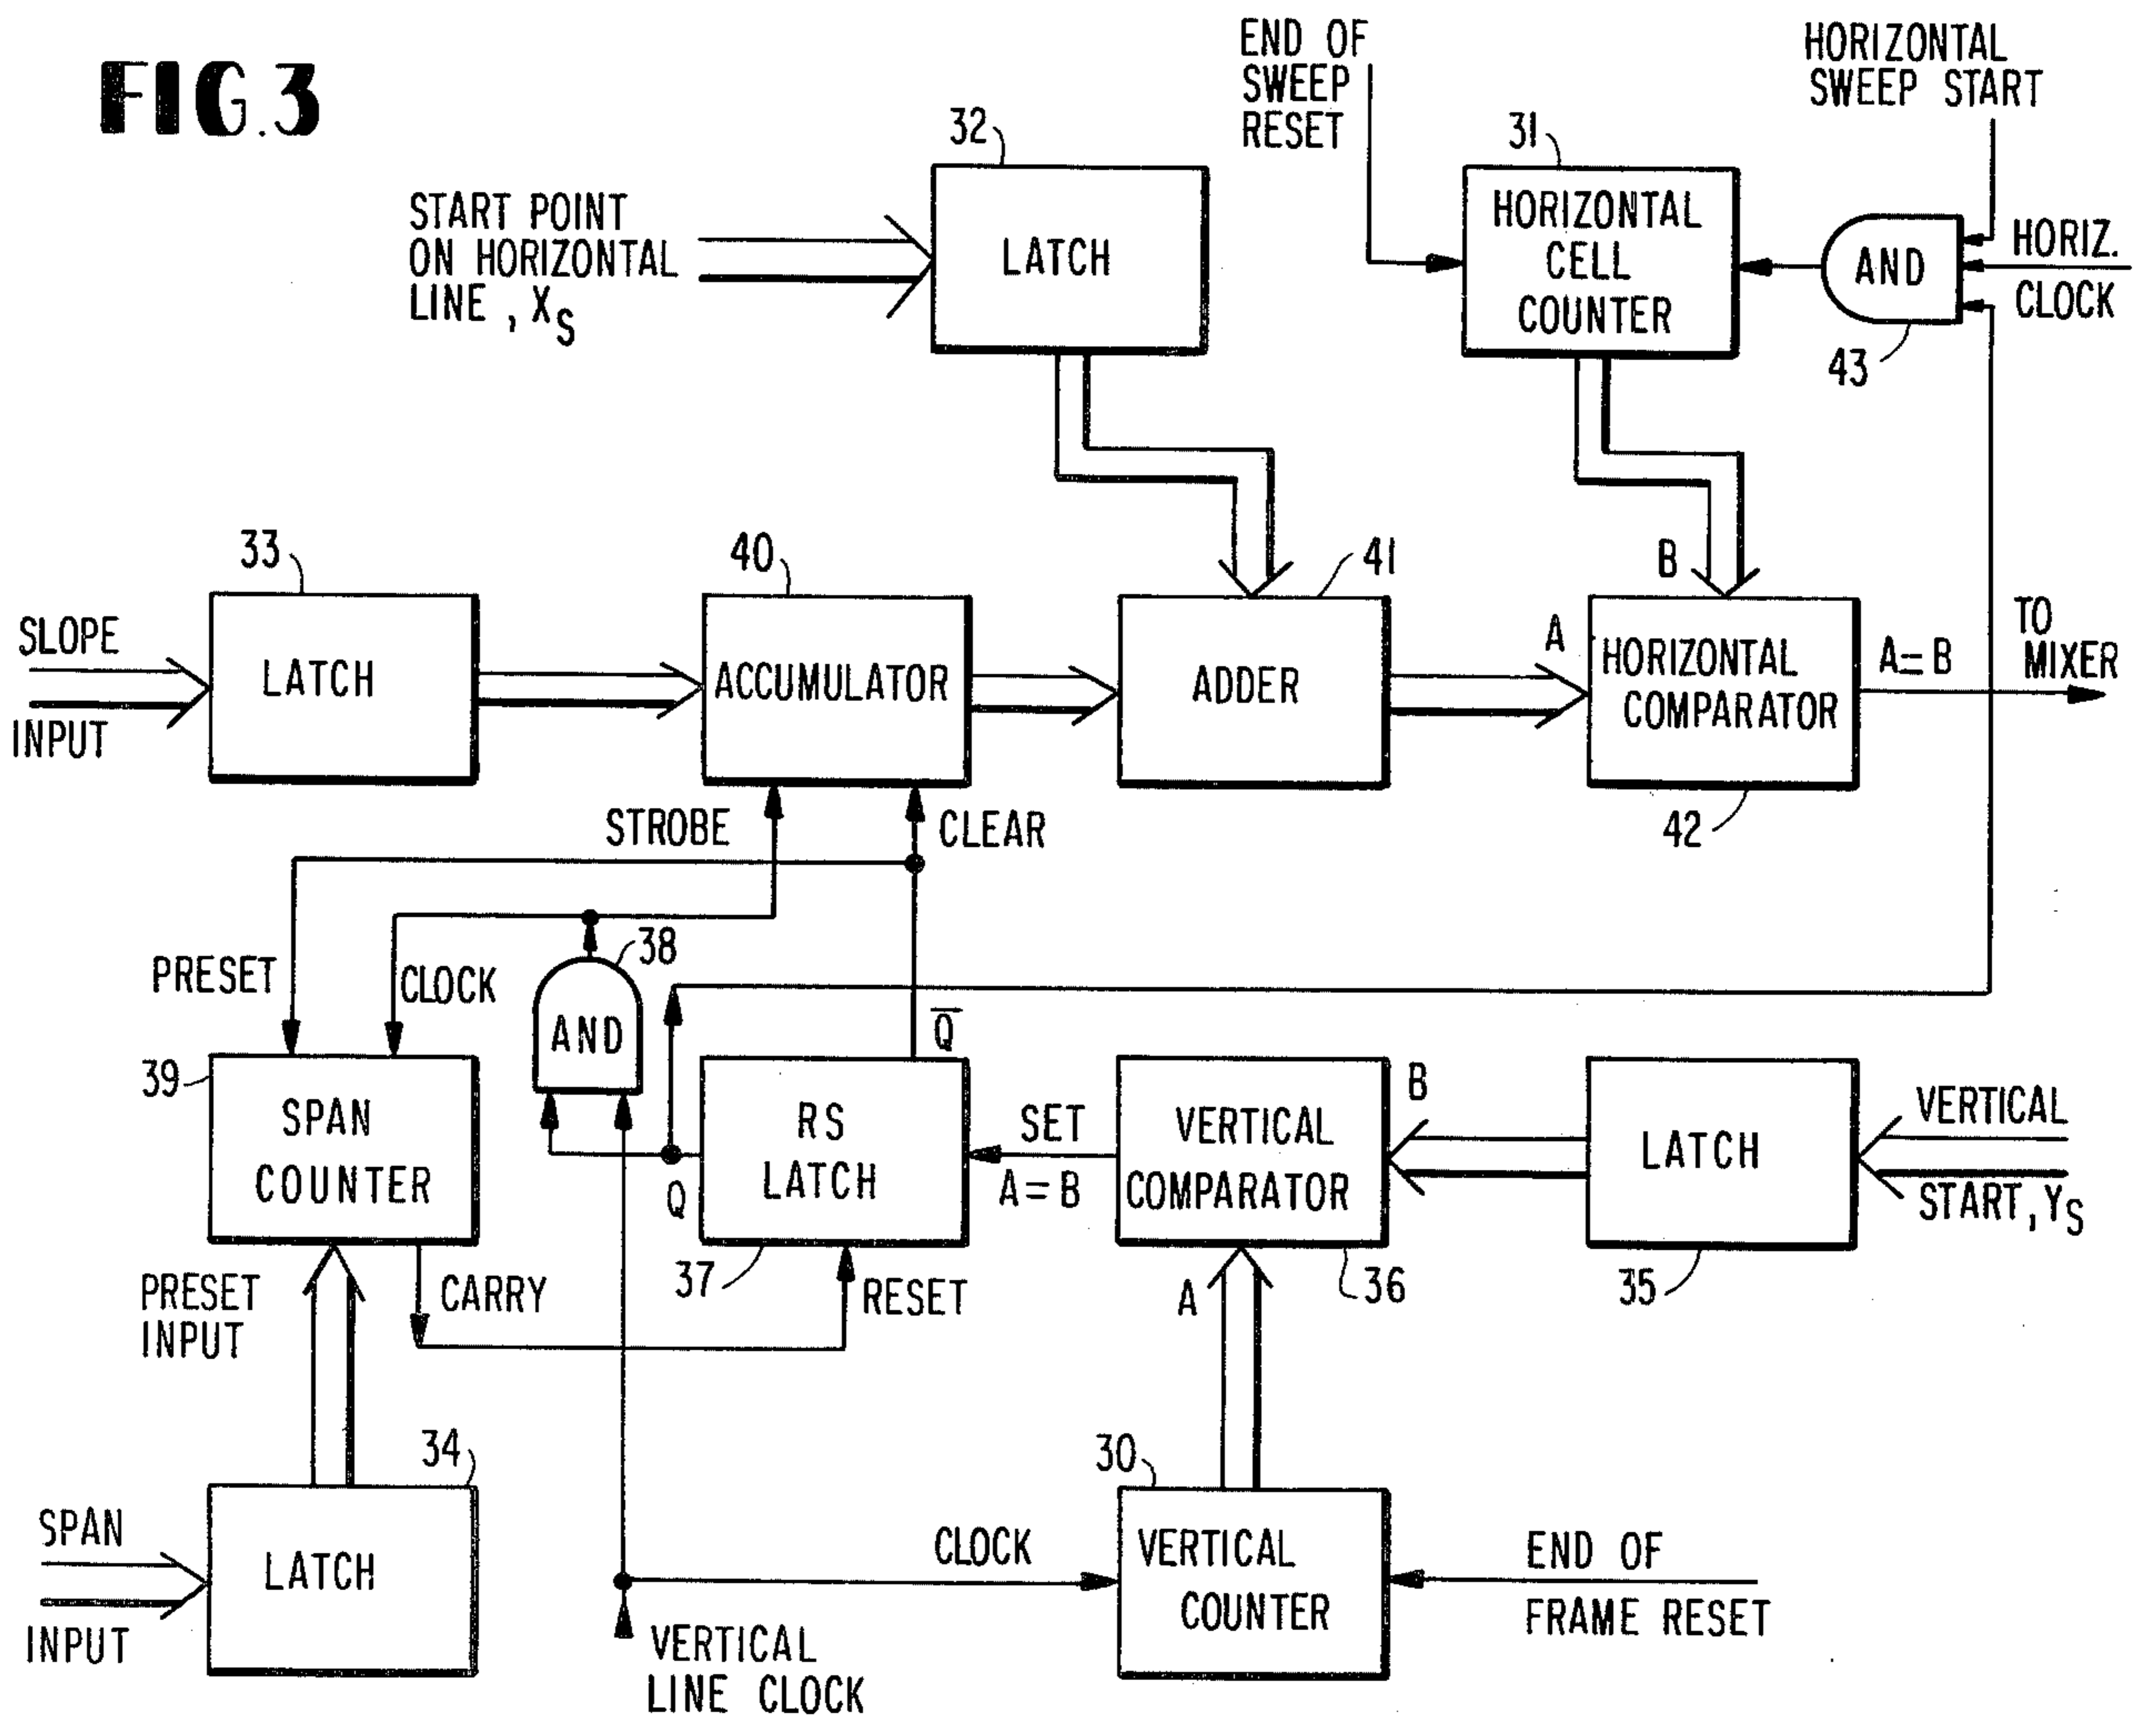 FIG.3
END OF
SWEEP
RESET
HORIZONTAL
SWEEP START
32
31
START POINT
ON HORIZONTAL
LINE , XS
LATCH
HORIZONTAL
CELL
COUNTER
AND
HORIZ.
CLOCK
43
33
40
41
B
SLOPE
INPUT
LATCH
ACCUMULATOR
ADDER
A
HORIZONTAL
COMPARATOR
A=B
TO
MIXER
42
STROBE
CLEAR
PRESET
CLOCK
38
AND
Q̅
39
SPAN
COUNTER
RS
LATCH
Q
SET
A=B
VERTICAL
COMPARATOR
B
LATCH
VERTICAL
START, YS
PRESET
INPUT
CARRY
37
RESET
A
36
35
34
30
SPAN
INPUT
LATCH
CLOCK
VERTICAL
COUNTER
END OF
FRAME RESET
VERTICAL
LINE CLOCK